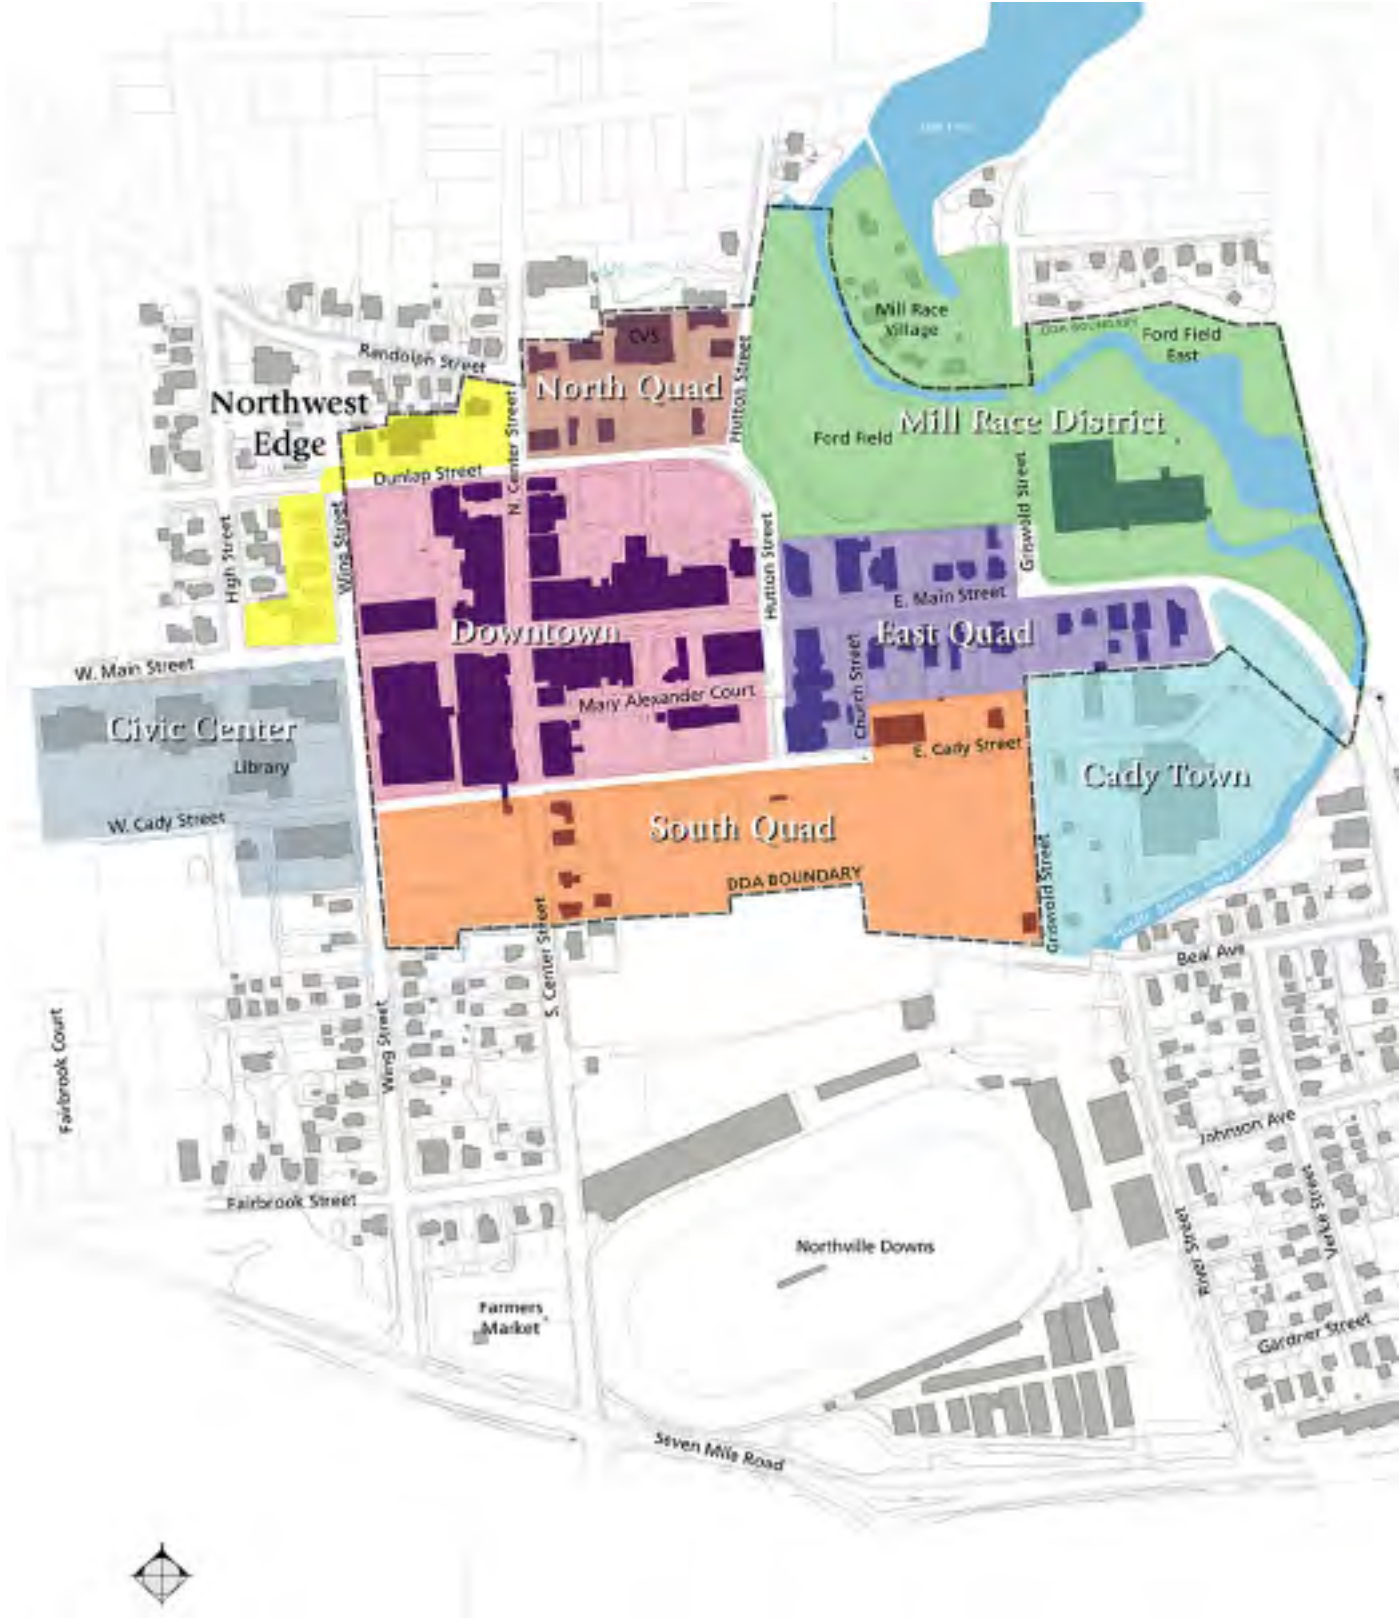 Mill Race
Village
DDA BOUNDARY
Ford Field
East
CVS
Randolph Street
North Quad
Hutton Street
Northwest
Edge
N. Center Street
Mill Race District
Ford Field
Dunlap Street
Griswold Street
High Street
Wing Street
Hutton Street
E. Main Street
Downtown
East Quad
W. Main Street
Mary Alexander Court
Church Street
Civic Center
E. Cady Street
Library
Cady Town
W. Cady Street
South Quad
DDA BOUNDARY
Griswold Street
S. Center Street
Beal Ave
Fairbrook Court
Wing Street
Johnson Ave
Fairbrook Street
River Street
Northville Downs
Farmers
Market
Gardner Street
Seven Mile Road